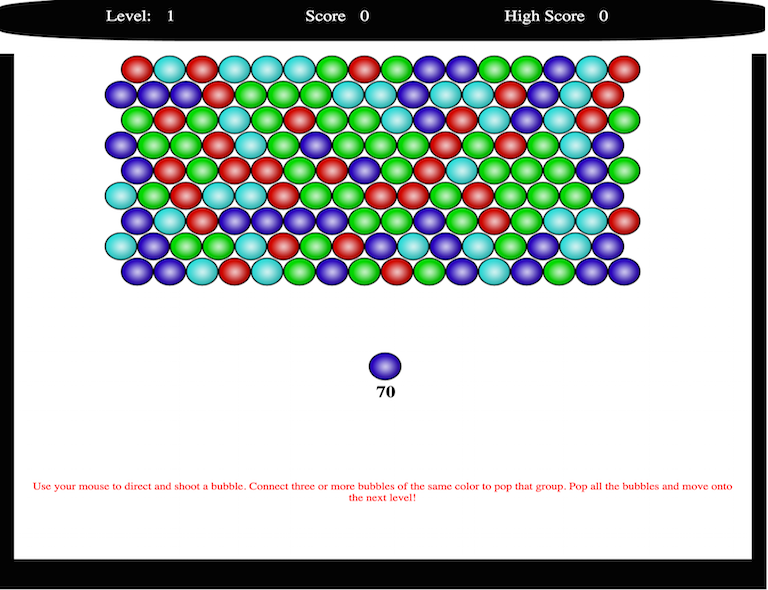 Level: 1 Score 0 High Score 0
70
Use your mouse to direct and shoot a bubble. Connect three or more bubbles of the same color to pop that group. Pop all the bubbles and move onto
the next level!